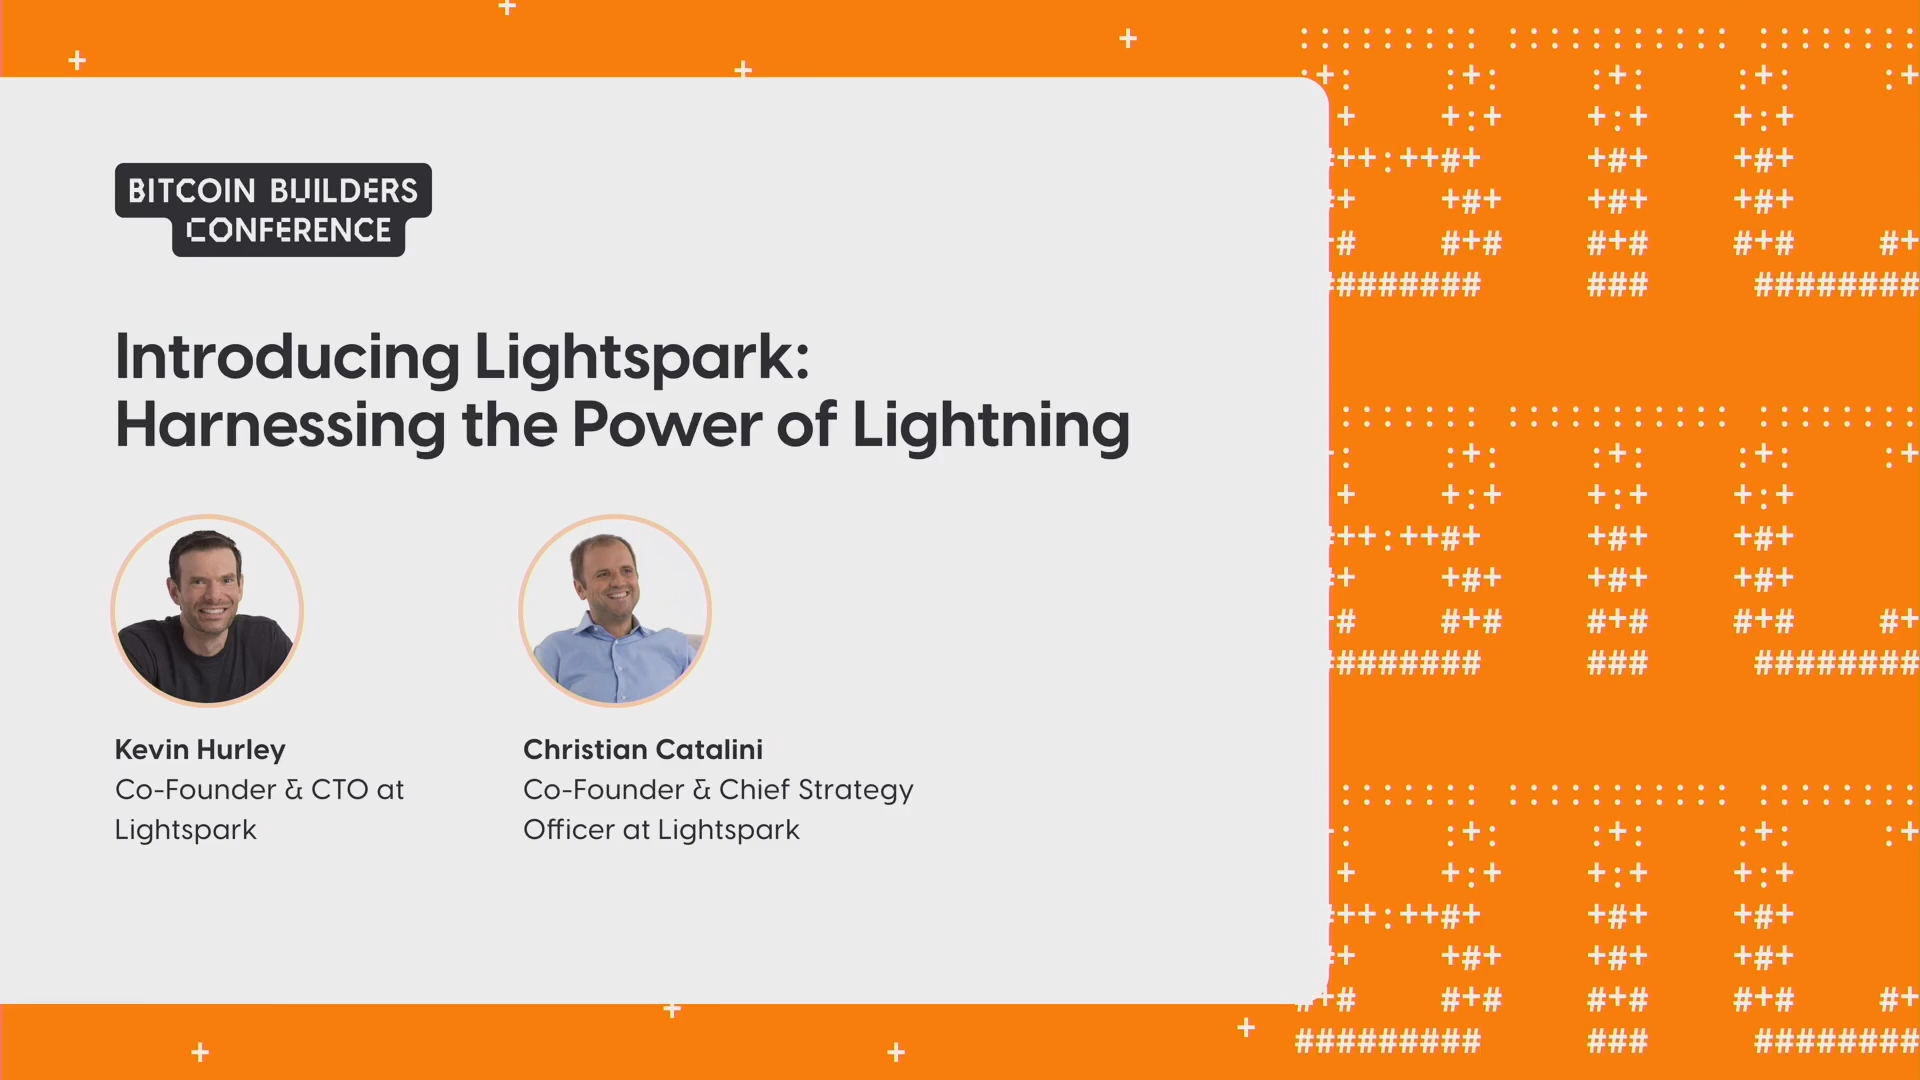 BITCOIN BUILDERS
CONFERENCE
Introducing Lightspark:
Harnessing the Power of Lightning
Kevin Hurley
Co-Founder & CTO at
Lightspark
Christian Catalini
Co-Founder & Chief Strategy
Officer at Lightspark